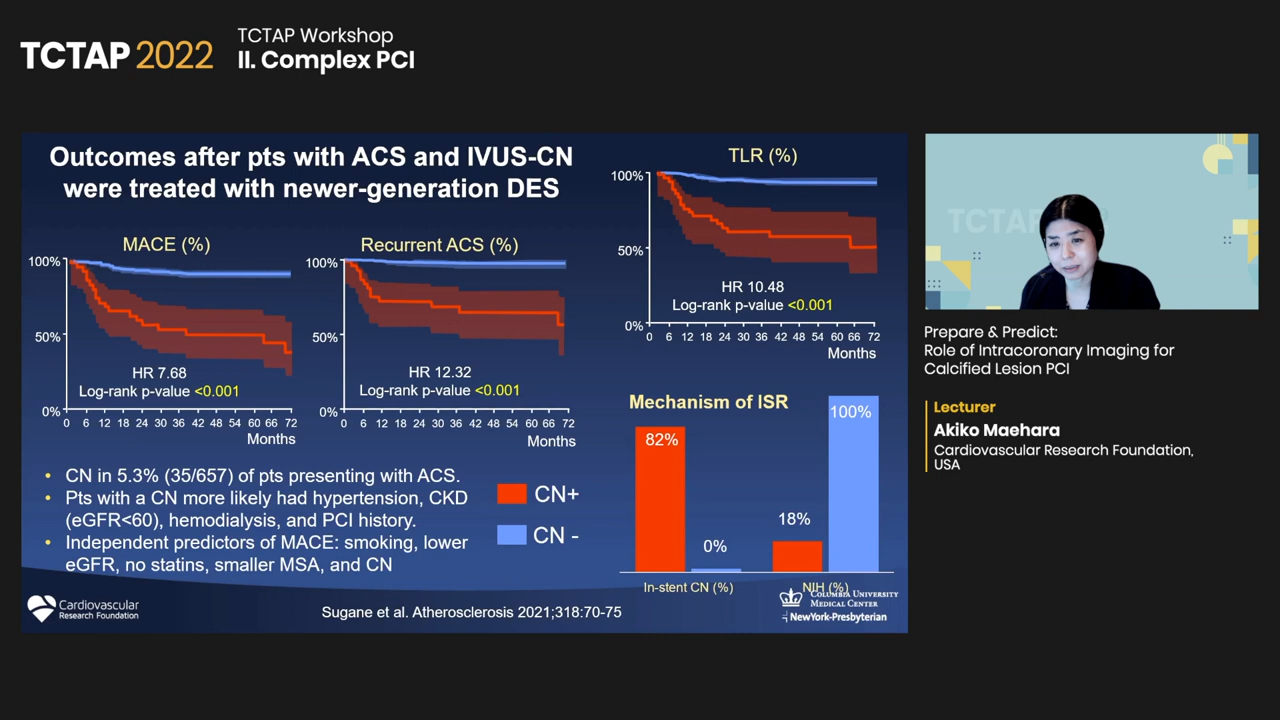 TCTAP 2022
TCTAP Workshop
II. Complex PCI
Outcomes after pts with ACS and IVUS-CN
were treated with newer-generation DES
MACE (%)
100%
50%
0%
HR 7.68
Log-rank p-value <0.001
0 6 12 18 24 30 36 42 48 54 60 66 72
Months
Recurrent ACS (%)
100%
50%
0%
HR 12.32
Log-rank p-value <0.001
0 6 12 18 24 30 36 42 48 54 60 66 72
Months
TLR (%)
100%
50%
0%
HR 10.48
Log-rank p-value <0.001
0 6 12 18 24 30 36 42 48 54 60 66 72
Months
• CN in 5.3% (35/657) of pts presenting with ACS.
• Pts with a CN more likely had hypertension, CKD
(eGFR<60), hemodialysis, and PCI history.
• Independent predictors of MACE: smoking, lower
eGFR, no statins, smaller MSA, and CN
CN+
CN -
Mechanism of ISR
82%
0%
18%
100%
In-stent CN (%)
NIH (%)
Cardiovascular
Research Foundation
Sugane et al. Atherosclerosis 2021;318:70-75
COLUMBIA UNIVERSITY
MEDICAL CENTER
NewYork-Presbyterian
TCTAP
Prepare & Predict:
Role of Intracoronary Imaging for
Calcified Lesion PCI
Lecturer
Akiko Maehara
Cardiovascular Research Foundation,
USA